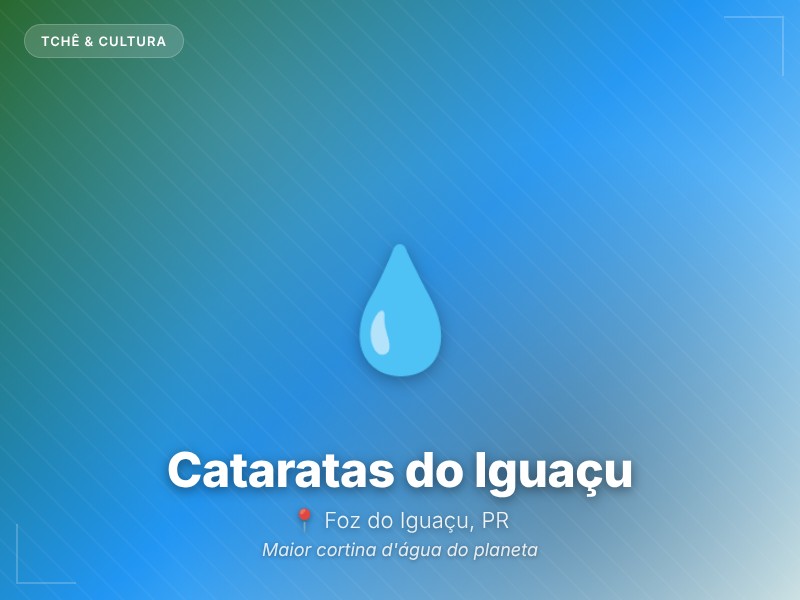 TCHÊ & CULTURA
Cataratas do Iguaçu
📍 Foz do Iguaçu, PR
Maior cortina d'água do planeta